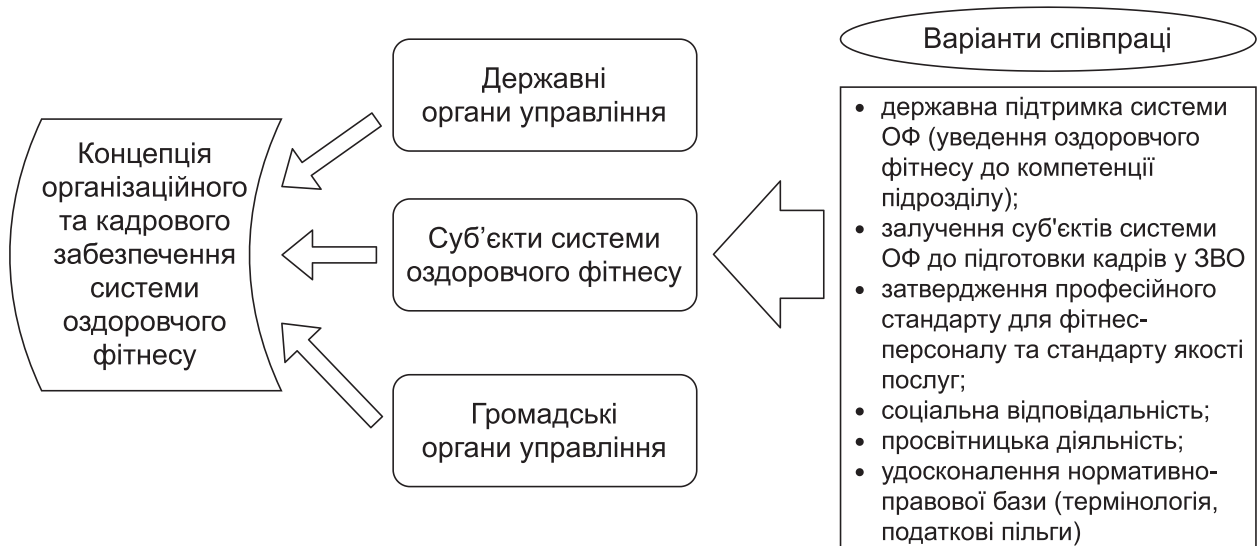 Концепція
організаційного
та кадрового
забезпечення
системи
оздоровчого
фітнесу
Державні
органи управління
Суб’єкти системи
оздоровчого фітнесу
Громадські
органи управління
Варіанти співпраці
• державна підтримка системи
ОФ (уведення оздоровчого
фітнесу до компетенції
підрозділу);
• залучення суб'єктів системи
ОФ до підготовки кадрів у ЗВО
• затвердження професійного
стандарту для фітнес-
персоналу та стандарту якості
послуг;
• соціальна відповідальність;
• просвітницька діяльність;
• удосконалення нормативно-
правової бази (термінологія,
податкові пільги)